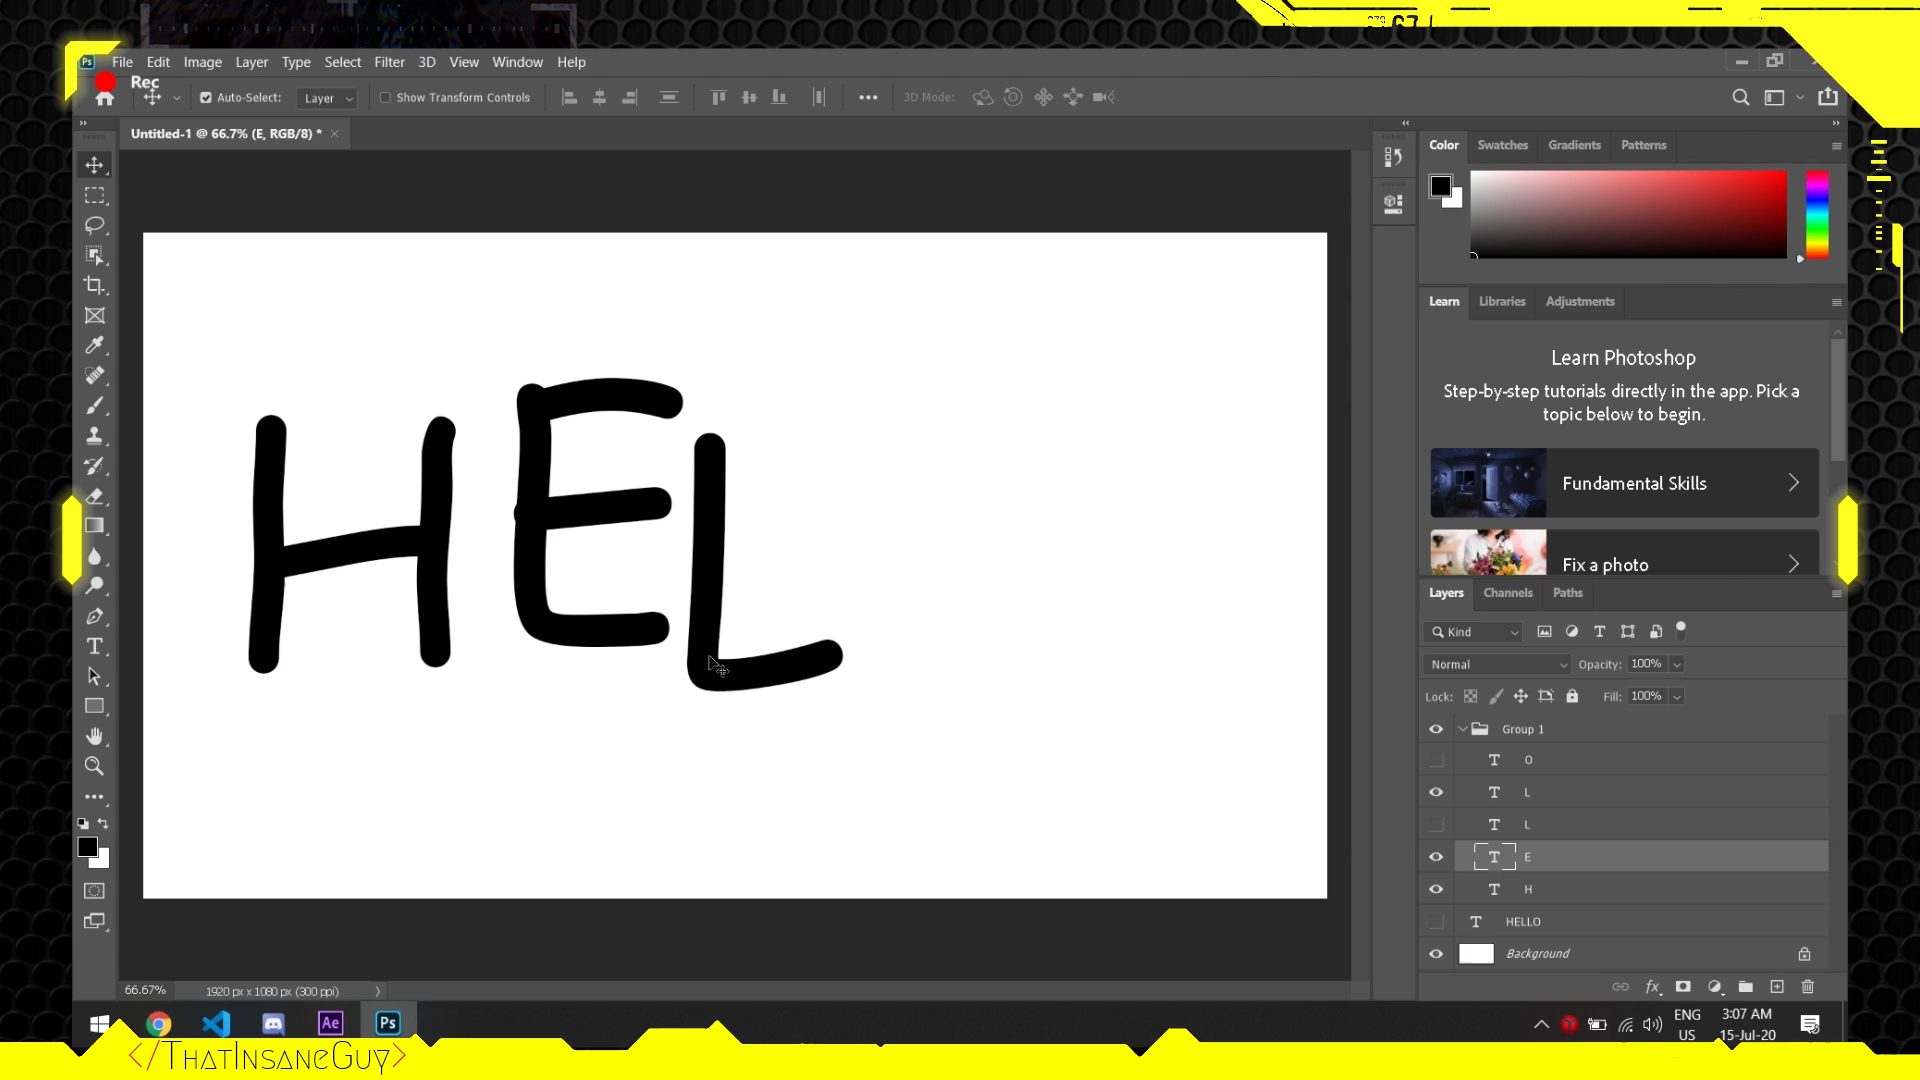 67
File Edit Image Layer Type Select Filter 3D View Window Help
Rec
Auto-Select: Layer Show Transform Controls ••• 3D Mode:
Untitled-1 @ 66.7% (E, RGB/8) *
Color Swatches Gradients Patterns
Learn Libraries Adjustments
Learn Photoshop
Step-by-step tutorials directly in the app. Pick a
topic below to begin.
Fundamental Skills
Fix a photo
HEL
Layers Channels Paths
Kind
Normal Opacity: 100%
Lock: Fill: 100%
Group 1
T O
T L
T L
T E
T H
T HELLO
Background
66.67% 1920 px x 1080 px (300 ppi)
fx
Ae Ps
ENG 3:07 AM
US 15-Jul-20
</ThatInsaneGuy>